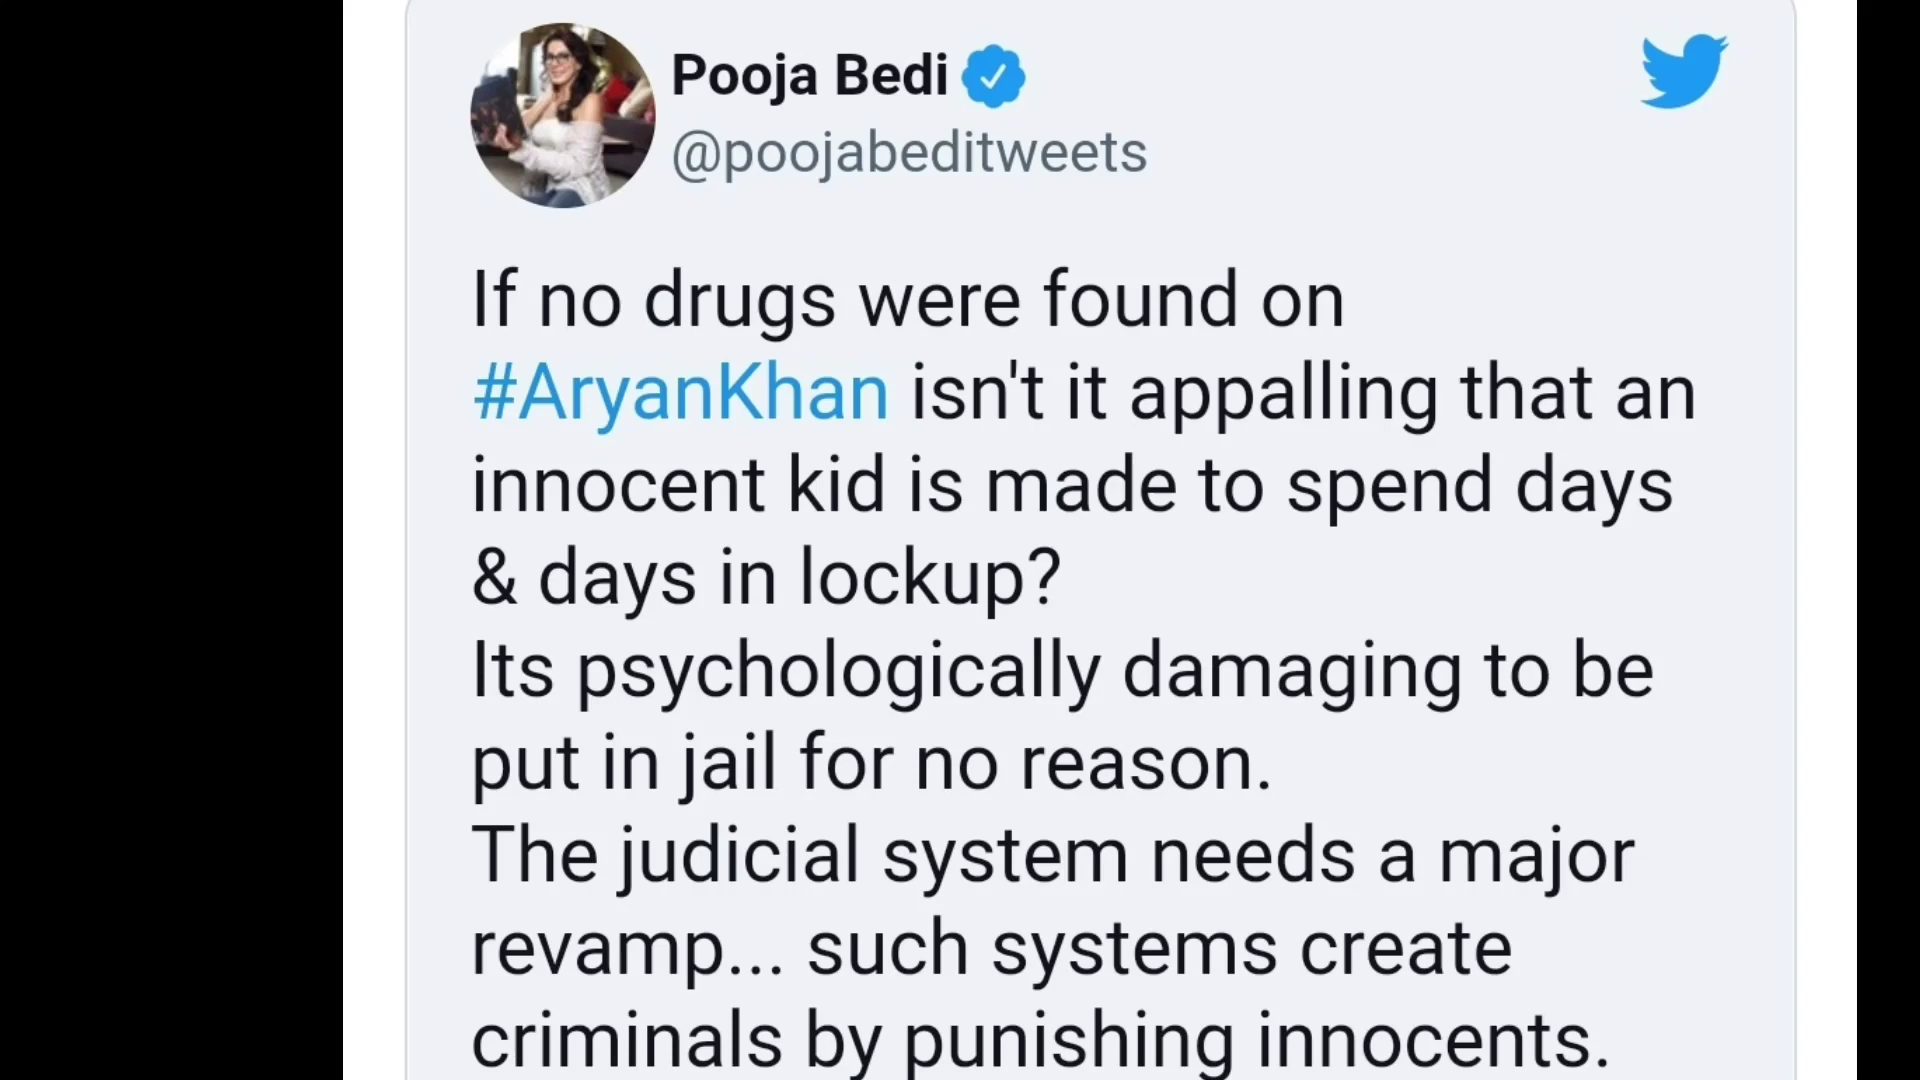 Pooja Bedi
@poojabeditweets
If no drugs were found on
#AryanKhan isn't it appalling that an
innocent kid is made to spend days
& days in lockup?
Its psychologically damaging to be
put in jail for no reason.
The judicial system needs a major
revamp... such systems create
criminals by punishing innocents.